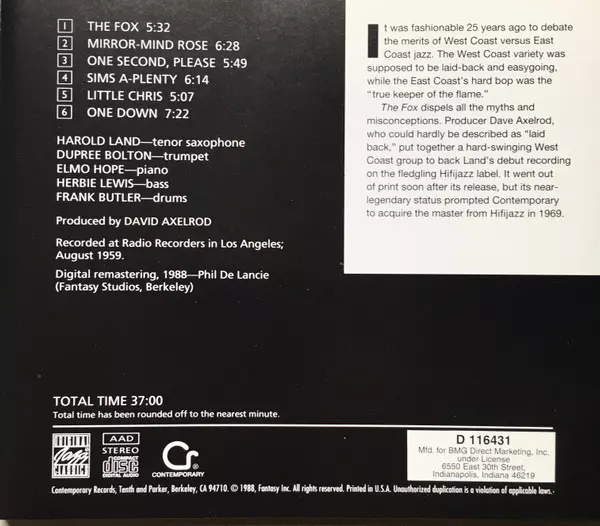 1 THE FOX 5:32
2 MIRROR-MIND ROSE 6:28
3 ONE SECOND, PLEASE 5:49
4 SIMS A-PLENTY 6:14
5 LITTLE CHRIS 5:07
6 ONE DOWN 7:22
HAROLD LAND—tenor saxophone
DUPREE BOLTON—trumpet
ELMO HOPE—piano
HERBIE LEWIS—bass
FRANK BUTLER—drums
Produced by DAVID AXELROD
Recorded at Radio Recorders in Los Angeles;
August 1959.
Digital remastering, 1988—Phil De Lancie
(Fantasy Studios, Berkeley)
It was fashionable 25 years ago to debate
the merits of West Coast versus East
Coast jazz. The West Coast variety was
supposed to be laid-back and easygoing,
while the East Coast's hard bop was the
"true keeper of the flame."
The Fox dispels all the myths and
misconceptions. Producer Dave Axelrod,
who could hardly be described as "laid
back," put together a hard-swinging West
Coast group to back Land's debut recording
on the fledgling Hifijazz label. It went out
of print soon after its release, but its near-
legendary status prompted Contemporary
to acquire the master from Hifijazz in 1969.
TOTAL TIME 37:00
Total time has been rounded off to the nearest minute.
ORIGINAL
Jazz
CLASSICS
AAD
STEREO
COMPACT
disc
DIGITAL AUDIO
CR
CONTEMPORARY
D 116431
Mfd. for BMG Direct Marketing, Inc.
under License
6550 East 30th Street,
Indianapolis, Indiana 46219
Contemporary Records, Tenth and Parker, Berkeley, CA 94710. © 1988, Fantasy Inc. All rights reserved. Printed in U.S.A. Unauthorized duplication is a violation of applicable laws.